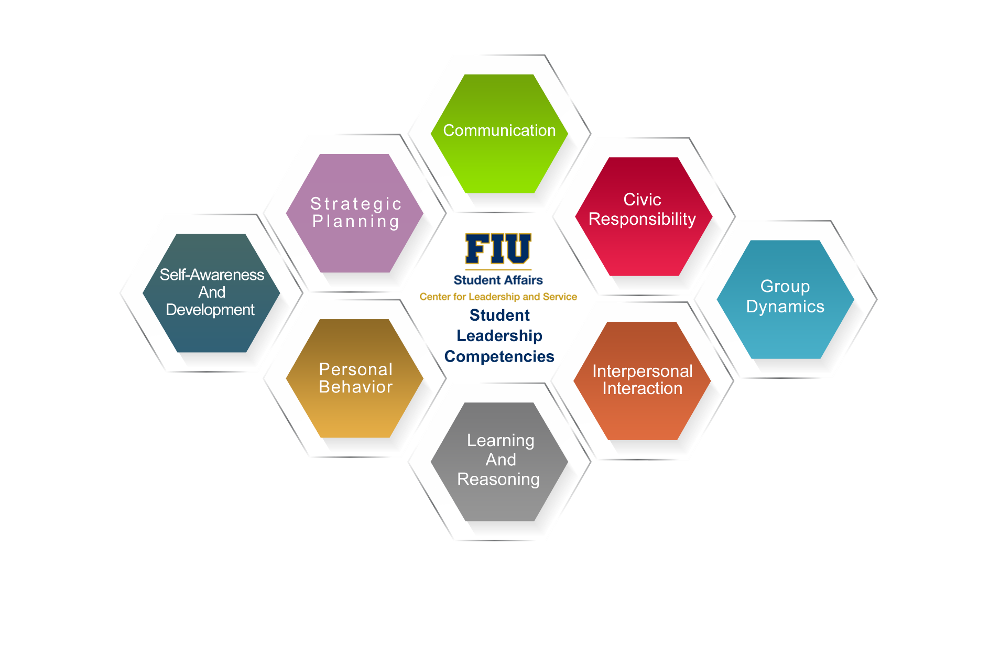 Communication
Strategic
Planning
Civic
Responsibility
Self-Awareness
And
Development
FIU
Student Affairs
Center for Leadership and Service
Student
Leadership
Competencies
Group
Dynamics
Personal
Behavior
Interpersonal
Interaction
Learning
And
Reasoning